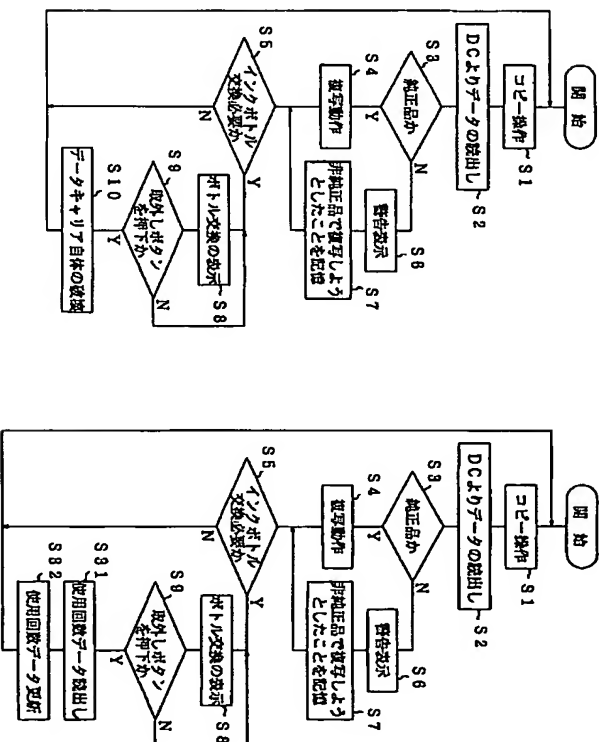 開始
コピー操作
S1
DCよりデータの読出し
S2
S3
純正品か
N
Y
S4
複写動作
S6
警告表示
非純正品で複写しよう
としたことを記憶
S7
S5
インクボトル
交換必要か
Y
N
ボトル交換の表示
S8
S9
取外しボタン
を押下か
N
Y
S10
データキャリア自体の破壊
開始
コピー操作
S1
DCよりデータの読出し
S2
S3
純正品か
N
Y
S4
複写動作
S6
警告表示
非純正品で複写しよう
としたことを記憶
S7
S5
インクボトル
交換必要か
Y
N
ボトル交換の表示
S8
S9
取外しボタン
を押下か
N
Y
S91
使用回数データ読出し
S82
使用回数データ更新